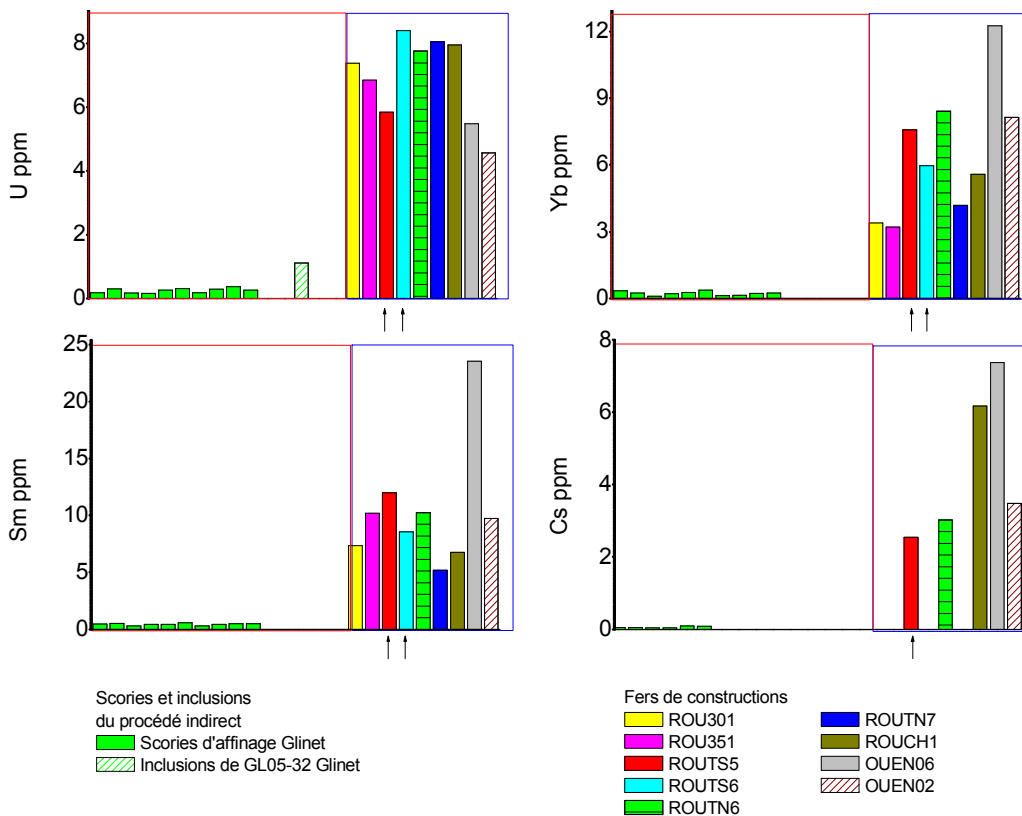 U ppm
8
6
4
2
0
Yb ppm
12
9
6
3
0
Sm ppm
25
20
15
10
5
0
Cs ppm
8
6
4
2
0
Scories et inclusions
du procédé indirect
Scories d'affinage Glinet
Inclusions de GL05-32 Glinet
Fers de constructions
ROU301
ROU351
ROUTS5
ROUTS6
ROUTN6
ROUTN7
ROUCH1
OUEN06
OUEN02